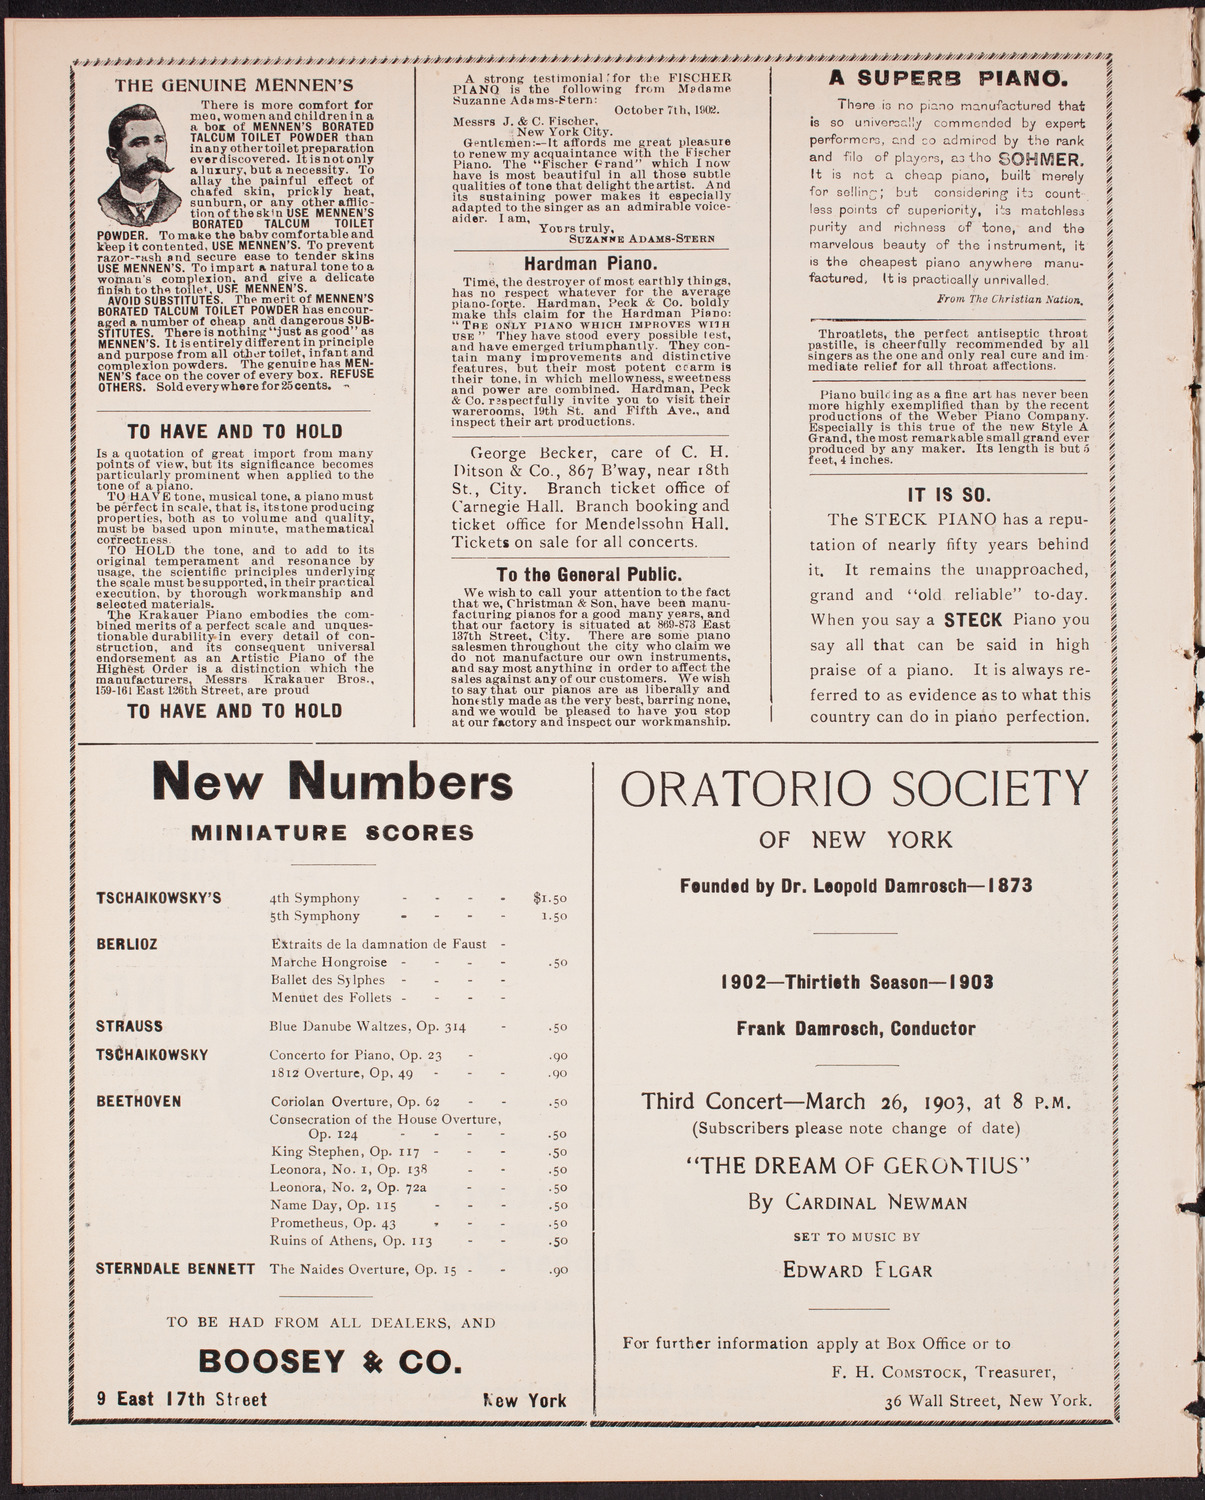 THE GENUINE MENNEN'S
There is more comfort for
men, women and children in a
a box of MENNEN'S BORATED
TALCUM TOILET POWDER than
in any other toilet preparation
ever discovered. It is not only
a luxury, but a necessity. To
allay the painful effect of
chafed skin, prickly heat,
sunburn, or any other afflic-
tion of the skin USE MENNEN'S
BORATED TALCUM TOILET
POWDER. To make the baby comfortable and
keep it contented, USE MENNEN'S. To prevent
razor-rash and secure ease to tender skins
USE MENNEN'S. To impart a natural tone to a
woman's complexion, and give a delicate
finish to the toilet, USE MENNEN'S.
AVOID SUBSTITUTES. The merit of MENNEN'S
BORATED TALCUM TOILET POWDER has encour-
aged a number of cheap and dangerous SUB-
STITUTES. There is nothing "just as good" as
MENNEN'S. It is entirely different in principle
and purpose from all other toilet, infant and
complexion powders. The genuine has MEN-
NEN'S face on the cover of every box. REFUSE
OTHERS. Sold everywhere for 25 cents.
TO HAVE AND TO HOLD
Is a quotation of great import from many
points of view, but its significance becomes
particularly prominent when applied to the
tone of a piano.
TO HAVE tone, musical tone, a piano must
be perfect in scale, that is, its tone producing
properties, both as to volume and quality,
must be based upon minute, mathematical
correctness.
TO HOLD the tone, and to add to its
original temperament and resonance by
usage, the scientific principles underlying
the scale must be supported, in their practical
execution, by thorough workmanship and
selected materials.
The Krakauer Piano embodies the com-
bined merits of a perfect scale and unques-
tionable durability in every detail of con-
struction, and its consequent universal
endorsement as an Artistic Piano of the
Highest Order is a distinction which the
manufacturers, Messrs Krakauer Bros.,
159-161 East 126th Street, are proud
TO HAVE AND TO HOLD
A strong testimonial for the FISCHER
PIANO is the following from Madame
Suzanne Adams-Stern:
October 7th, 1902.
Messrs J. & C. Fischer,
New York City.
Gentlemen:—It affords me great pleasure
to renew my acquaintance with the Fischer
Piano. The "Fischer Grand" which I now
have is most beautiful in all those subtle
qualities of tone that delight the artist. And
its sustaining power makes it especially
adapted to the singer as an admirable voice-
aider. I am,
Yours truly,
SUZANNE ADAMS-STERN
Hardman Piano.
Time, the destroyer of most earthly things,
has no respect whatever for the average
piano-forte. Hardman, Peck & Co. boldly
make this claim for the Hardman Piano:
"THE ONLY PIANO WHICH IMPROVES WITH
USE" They have stood every possible test,
and have emerged triumphantly. They con-
tain many improvements and distinctive
features, but their most potent charm is
their tone, in which mellowness, sweetness
and power are combined. Hardman, Peck
& Co. respectfully invite you to visit their
warerooms, 19th St. and Fifth Ave., and
inspect their art productions.
George Becker, care of C. H.
Ditson & Co., 867 B'way, near 18th
St., City. Branch ticket office of
Carnegie Hall. Branch booking and
ticket office for Mendelssohn Hall.
Tickets on sale for all concerts.
To the General Public.
We wish to call your attention to the fact
that we, Christman & Son, have been manu-
facturing pianos for a good many years, and
that our factory is situated at 869-873 East
137th Street, City. There are some piano
salesmen throughout the city who claim we
do not manufacture our own instruments,
and say most anything in order to affect the
sales against any of our customers. We wish
to say that our pianos are as liberally and
honestly made as the very best, barring none,
and we would be pleased to have you stop
at our factory and inspect our workmanship.
A SUPERB PIANO.
There is no piano manufactured that
is so universally commended by expert
performers, and so admired by the rank
and file of players, as the SOHMER.
It is not a cheap piano, built merely
for selling; but considering its count-
less points of superiority, its matchless
purity and richness of tone, and the
marvelous beauty of the instrument, it
is the cheapest piano anywhere manu-
factured. It is practically unrivalled.
From The Christian Nation.
Throatlets, the perfect antiseptic throat
pastille, is cheerfully recommended by all
singers as the one and only real cure and im-
mediate relief for all throat affections.
Piano building as a fine art has never been
more highly exemplified than by the recent
productions of the Weber Piano Company.
Especially is this true of the new Style A
Grand, the most remarkable small grand ever
produced by any maker. Its length is but 5
feet, 4 inches.
IT IS SO.
The STECK PIANO has a repu-
tation of nearly fifty years behind
it. It remains the unapproached,
grand and "old reliable" to-day.
When you say a STECK Piano you
say all that can be said in high
praise of a piano. It is always re-
ferred to as evidence as to what this
country can do in piano perfection.
New Numbers
MINIATURE SCORES
TSCHAIKOWSKY'S 4th Symphony - - - - $1.50
5th Symphony - - - - 1.50
BERLIOZ Extraits de la damnation de Faust -
Marche Hongroise - - - - .50
Ballet des Sylphes - - - -
Menuet des Follets - - - -
STRAUSS Blue Danube Waltzes, Op. 314 - .50
TSCHAIKOWSKY Concerto for Piano, Op. 23 - .90
1812 Overture, Op, 49 - - - .90
BEETHOVEN Coriolan Overture, Op. 62 - - .50
Consecration of the House Overture,
Op. 124 - - - - .50
King Stephen, Op. 117 - - - .50
Leonora, No. 1, Op. 138 - - .50
Leonora, No. 2, Op. 72a - - .50
Name Day, Op. 115 - - - .50
Prometheus, Op. 43 - - - .50
Ruins of Athens, Op. 113 - - .50
STERNDALE BENNETT The Naides Overture, Op. 15 - - .90
TO BE HAD FROM ALL DEALERS, AND
BOOSEY & CO.
9 East 17th Street New York
ORATORIO SOCIETY
OF NEW YORK
Founded by Dr. Leopold Damrosch—1873
1902—Thirtieth Season—1903
Frank Damrosch, Conductor
Third Concert—March 26, 1903, at 8 P.M.
(Subscribers please note change of date)
"THE DREAM OF GERONTIUS"
By CARDINAL NEWMAN
SET TO MUSIC BY
EDWARD ELGAR
For further information apply at Box Office or to
F. H. COMSTOCK, Treasurer,
36 Wall Street, New York.